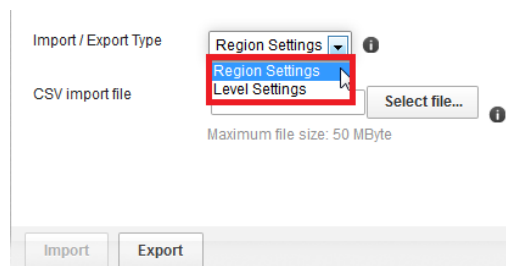 Import / Export Type
Region Settings
Region Settings
Level Settings
CSV import file
Select file...
Maximum file size: 50 MByte
Import
Export